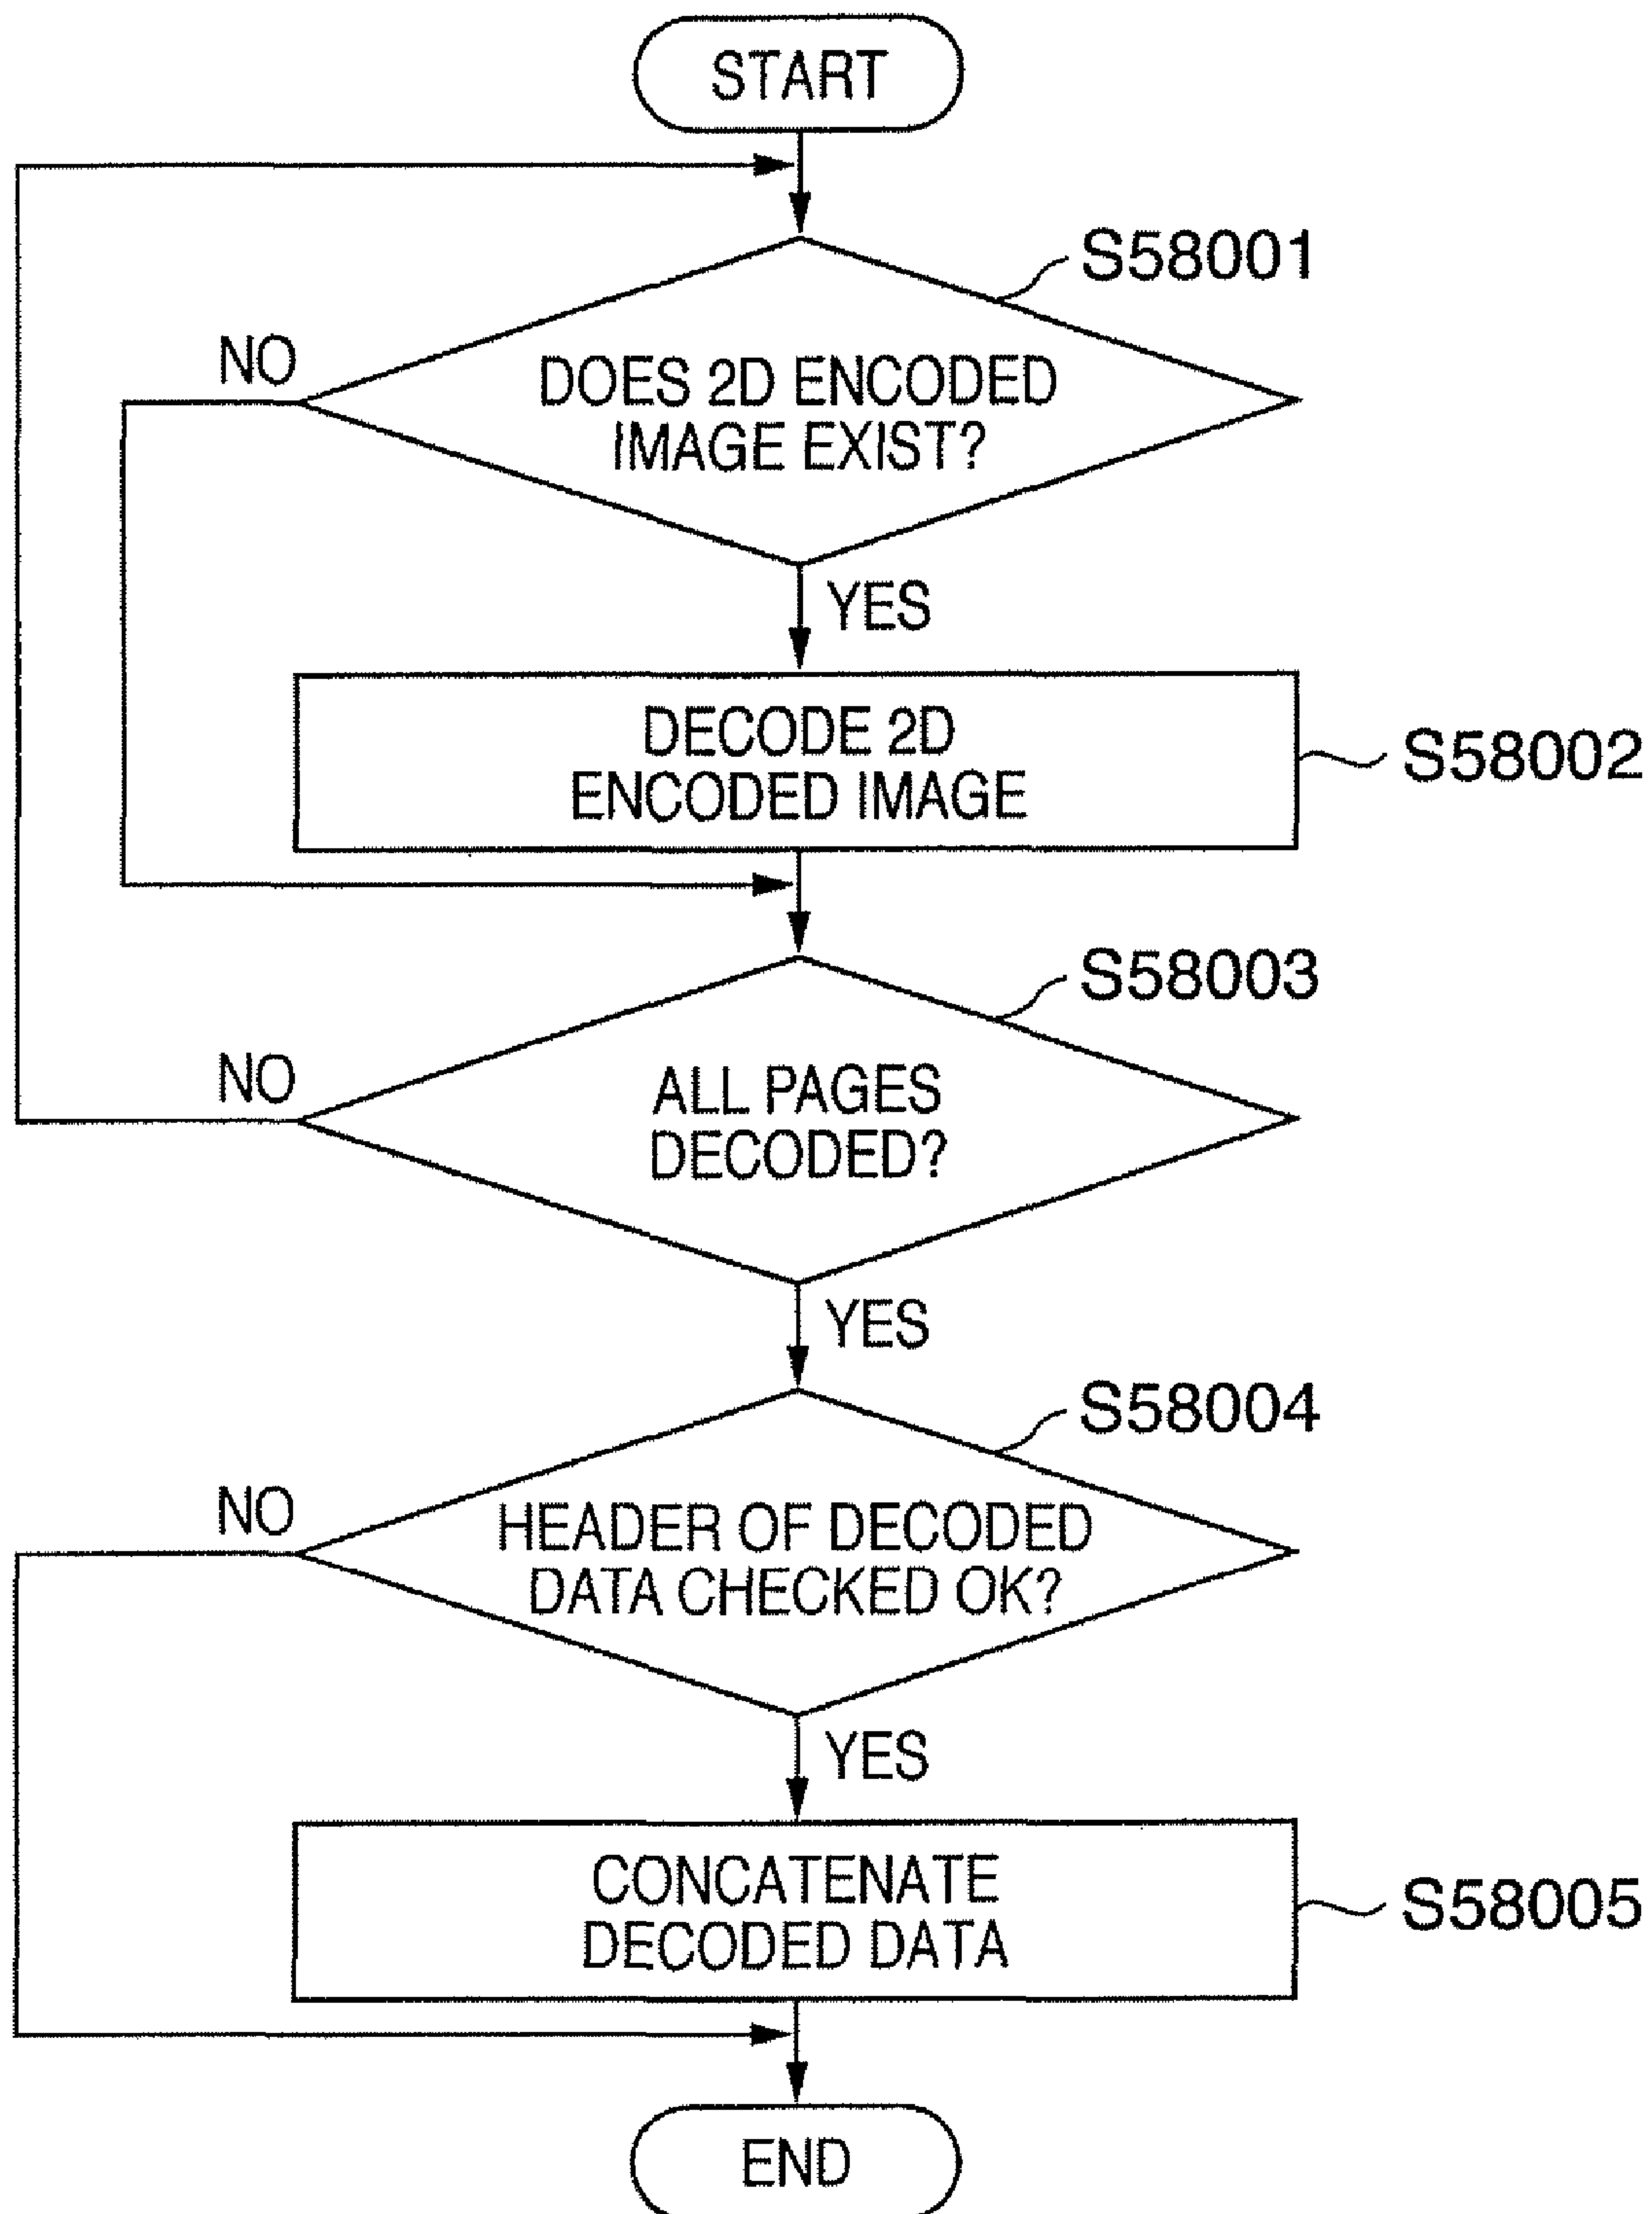 START
S58001
NO
DOES 2D ENCODED
IMAGE EXIST?
YES
DECODE 2D
ENCODED IMAGE
S58002
S58003
NO
ALL PAGES
DECODED?
YES
S58004
NO
HEADER OF DECODED
DATA CHECKED OK?
YES
CONCATENATE
DECODED DATA
S58005
END